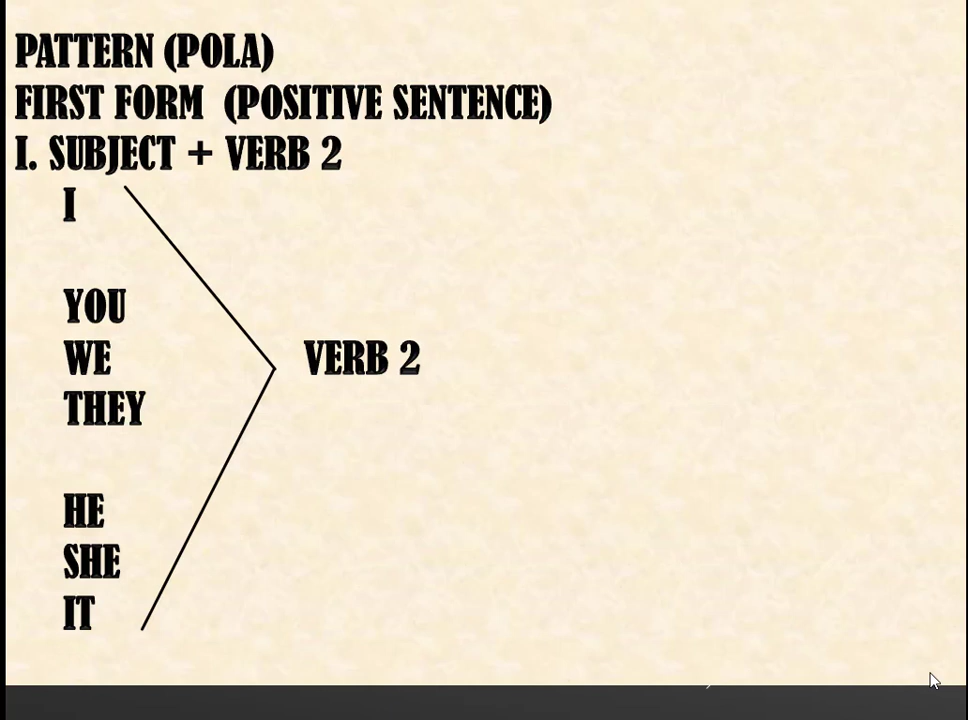 PATTERN (POLA)
FIRST FORM (POSITIVE SENTENCE)
I. SUBJECT + VERB 2
I
YOU
WE
VERB 2
THEY
HE
SHE
IT